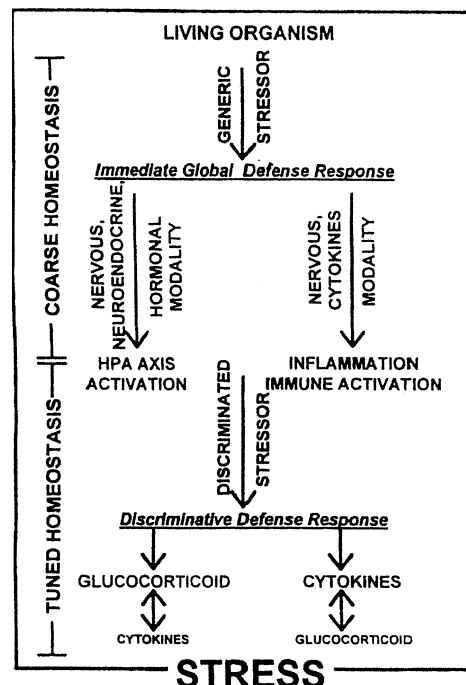 LIVING ORGANISM
GENERIC
STRESSOR
Immediate Global Defense Response
COARSE HOMEOSTASIS
NERVOUS,
NEUROENDOCRINE,
HORMONAL
MODALITY
NERVOUS,
CYTOKINES
MODALITY
HPA AXIS
ACTIVATION
INFLAMMATION
IMMUNE ACTIVATION
TUNED HOMEOSTASIS
DISCRIMINATED
STRESSOR
Discriminative Defense Response
GLUCOCORTICOID
CYTOKINES
CYTOKINES
GLUCOCORTICOID
STRESS